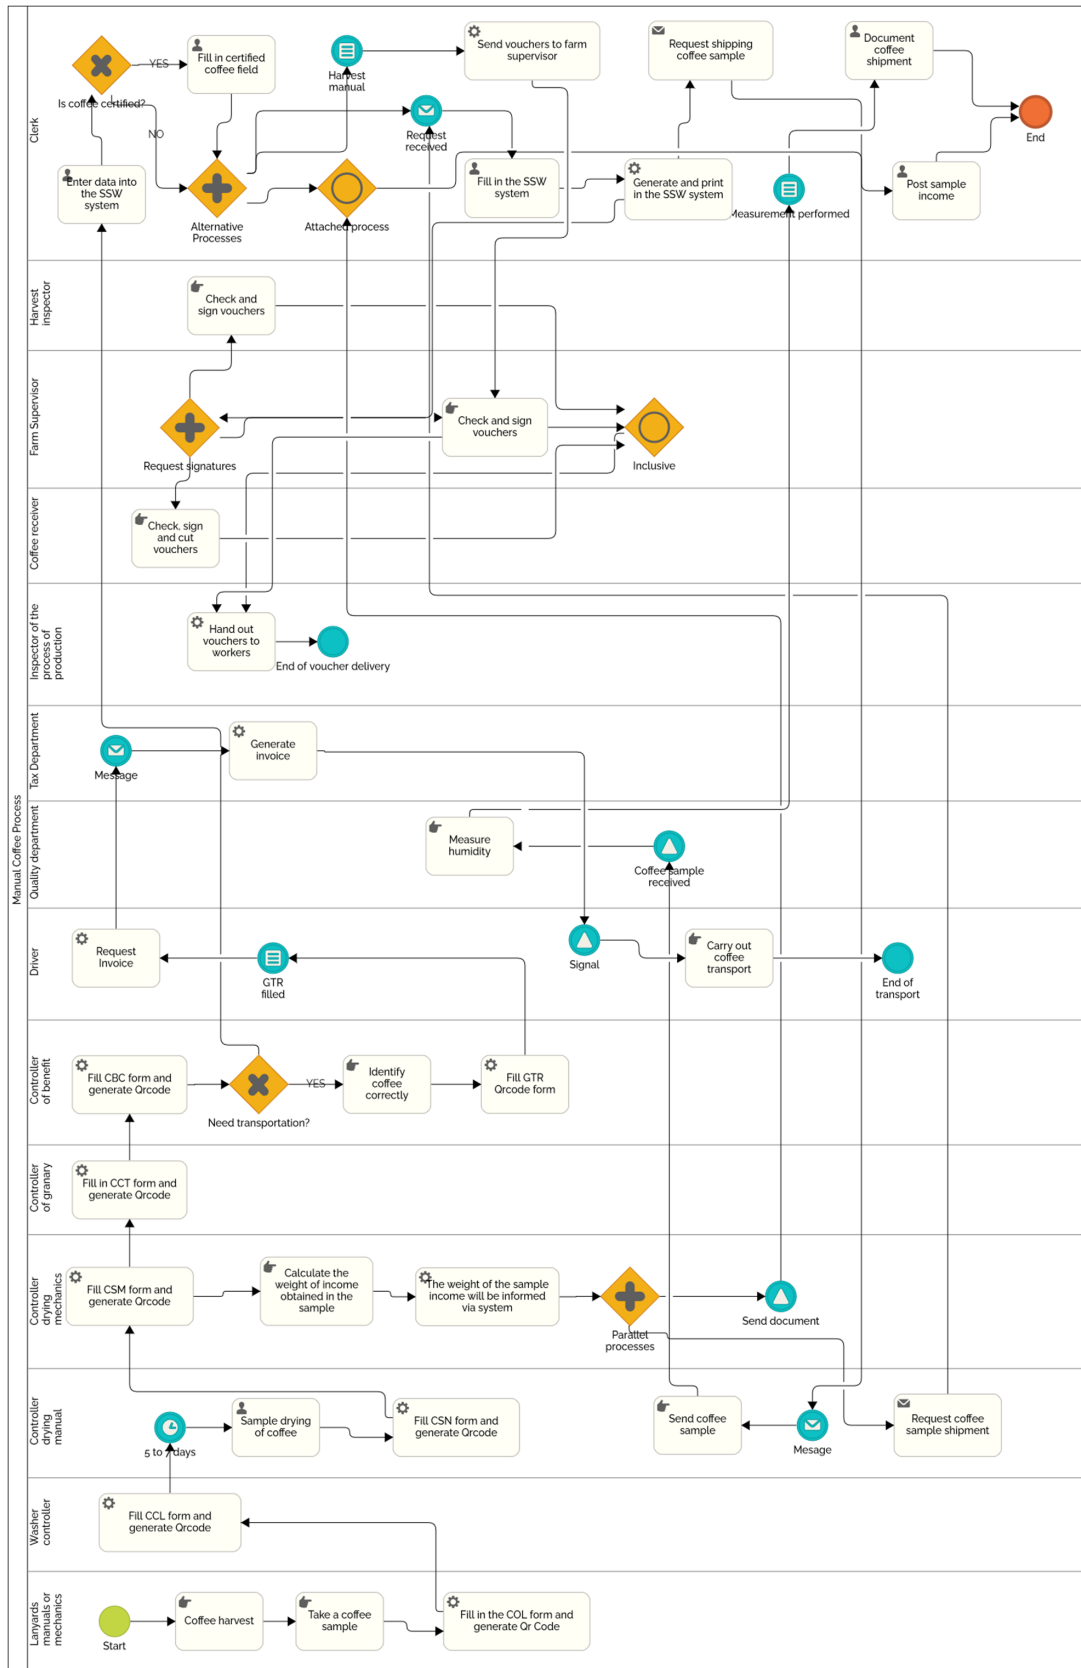 Manual Coffee Process
Clerk
Is coffee certified?
YES
NO
Fill in certified
coffee field
Harvest
manual
Send vouchers to farm
supervisor
Request shipping
coffee sample
Document
coffee
shipment
End
Request
received
Enter data into
the SSW
system
Alternative
Processes
Attached process
Fill in the SSW
system
Generate and print
in the SSW system
Measurement performed
Post sample
income
Harvest
inspector
Check and
sign vouchers
Farm Supervisor
Request signatures
Check and sign
vouchers
Inclusive
Coffee receiver
Check, sign
and cut
vouchers
Inspector of the
process of
production
Hand out
vouchers to
workers
End of voucher delivery
Tax Department
Message
Generate
invoice
Quality department
Measure
humidity
Coffee sample
received
Driver
Request
Invoice
GTR
filled
Signal
Carry out
coffee
transport
End of
transport
Controller
of benefit
Fill CBC form and
generate Qrcode
Need transportation?
YES
Identify
coffee
correctly
Fill GTR
Qrcode form
Controller
of granary
Fill in CCT form and
generate Qrcode
Controller
drying
mechanics
Fill CSM form and
generate Qrcode
Calculate the
weight of income
obtained in the
sample
The weight of the sample
income will be informed
via system
Parallel
processes
Send document
Controller
drying
manual
5 to 7 days
Sample drying
of coffee
Fill CSN form and
generate Qrcode
Send coffee
sample
Mesage
Request coffee
sample shipment
Washer
controller
Fill CCL form and
generate Qrcode
Lanyards
manuals or
mechanics
Start
Coffee harvest
Take a coffee
sample
Fill in the COL form and
generate Qr Code